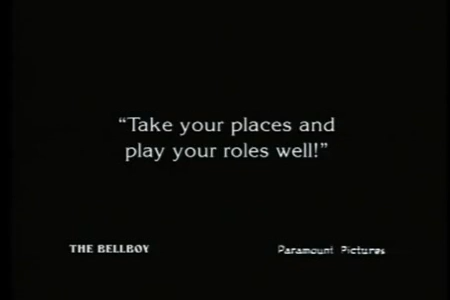 “Take your places and
play your roles well!”
THE BELLBOY
Paramount Pictures